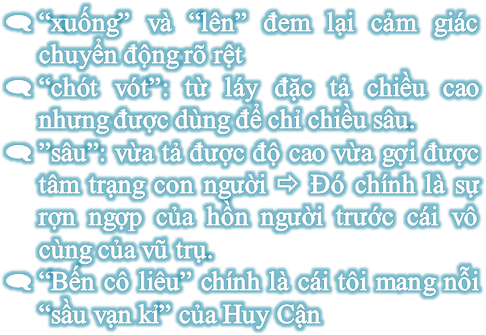 “xuống” và “lên” đem lại cảm giác
chuyển động rõ rệt
“chót vót”: từ láy đặc tả chiều cao
nhưng được dùng để chỉ chiều sâu.
”sâu”: vừa tả được độ cao vừa gợi được
tâm trạng con người ⇨ Đó chính là sự
rợn ngợp của hồn người trước cái vô
cùng của vũ trụ.
“Bến cô liêu” chính là cái tôi mang nỗi
“sầu vạn kỉ” của Huy Cận